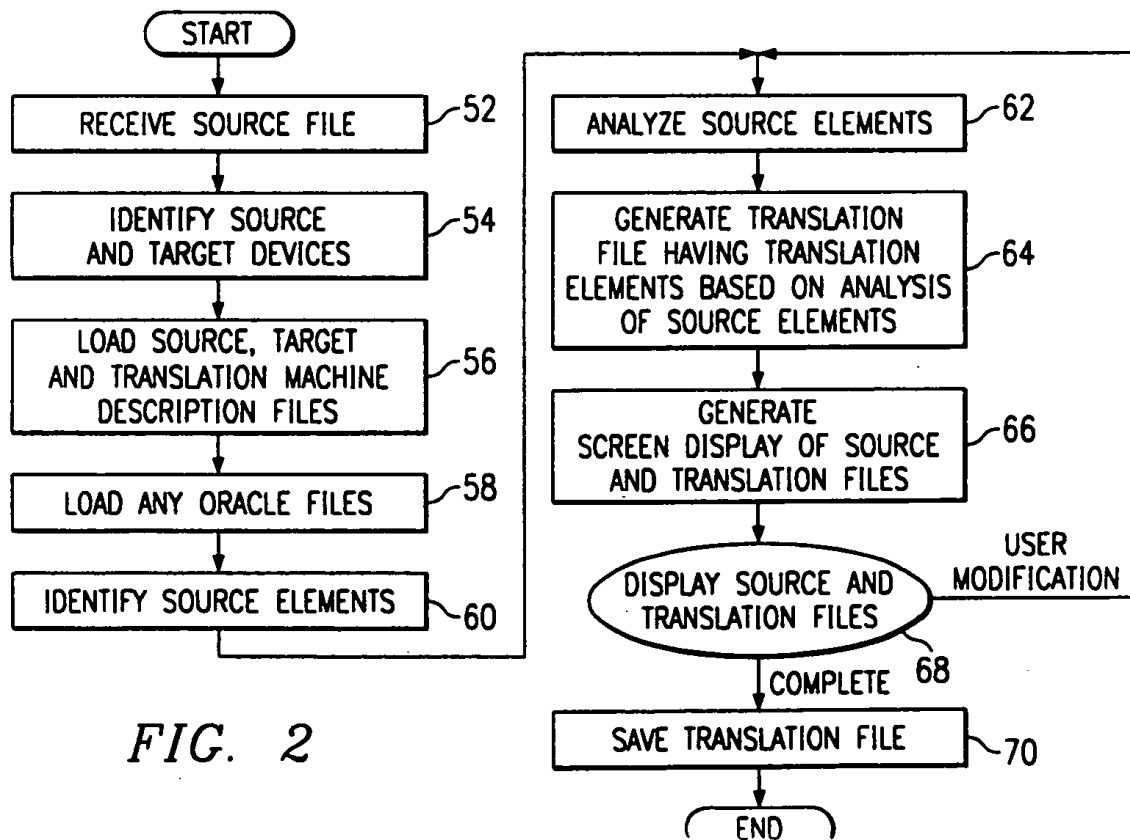 START
RECEIVE SOURCE FILE
52
IDENTIFY SOURCE
AND TARGET DEVICES
54
LOAD SOURCE, TARGET
AND TRANSLATION MACHINE
DESCRIPTION FILES
56
LOAD ANY ORACLE FILES
58
IDENTIFY SOURCE ELEMENTS
60
ANALYZE SOURCE ELEMENTS
62
GENERATE TRANSLATION
FILE HAVING TRANSLATION
ELEMENTS BASED ON ANALYSIS
OF SOURCE ELEMENTS
64
GENERATE
SCREEN DISPLAY OF SOURCE
AND TRANSLATION FILES
66
DISPLAY SOURCE AND
TRANSLATION FILES
68
USER
MODIFICATION
COMPLETE
SAVE TRANSLATION FILE
70
END
FIG. 2